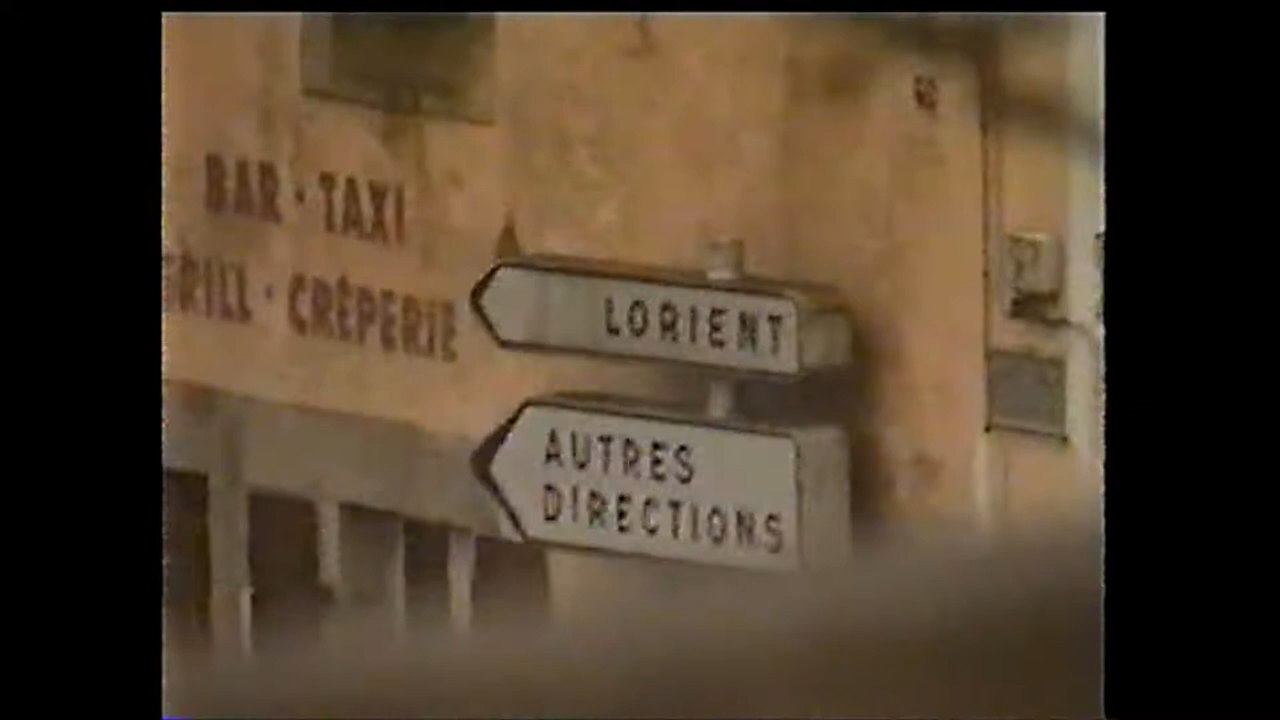 BAR · TAXI
GRILL · CRÊPERIE
LORIENT
AUTRES
DIRECTIONS